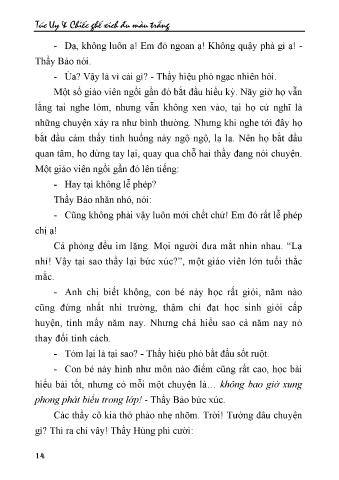 Túc Uy & Chiếc ghế xích đu màu trắng
- Dạ, không luôn ạ! Em đó ngoan ạ! Không quậy phá gì ạ! -
Thầy Bảo nói.
- Ủa? Vậy là vì cái gì? - Thầy hiệu phó ngạc nhiên hỏi.
Một số giáo viên ngồi gần đó bắt đầu hiếu kỳ. Nãy giờ họ vẫn
lắng tai nghe lỏm, nhưng vẫn không xen vào, tại họ cứ nghĩ là
những chuyện xảy ra như bình thường. Nhưng khi nghe tới đây họ
bắt đầu cảm thấy tình huống này ngộ ngộ, lạ lạ. Nên họ bắt đầu
quan tâm, họ dừng tay lại, quay qua chỗ hai thầy đang nói chuyện.
Một giáo viên ngồi gần đó lên tiếng:
- Hay tại không lễ phép?
Thầy Bảo nhăn nhó, nói:
- Cũng không phải vậy luôn mới chết chứ! Em đó rất lễ phép
chị ạ!
Cả phòng đều im lặng. Mọi người đưa mắt nhìn nhau. “Lạ
nhỉ! Vậy tại sao thầy lại bức xúc?”, một giáo viên lớn tuổi thắc
mắc.
- Anh chị biết không, con bé này học rất giỏi, năm nào
cũng đứng nhất nhì trường, thậm chí đạt học sinh giỏi cấp
huyện, tỉnh mấy năm nay. Nhưng chả hiểu sao cả năm nay nó
thay đổi tính cách.
- Tóm lại là tại sao? - Thầy hiệu phó bắt đầu sốt ruột.
- Con bé này hình như môn nào điểm cũng rất cao, học bài
hiểu bài tốt, nhưng có mỗi một chuyện là... không bao giờ xung
phong phát biểu trong lớp! - Thầy Bảo bức xúc.
Các thầy cô kia thở phào nhẹ nhõm. Trời! Tưởng đâu chuyện
gì? Thì ra chỉ vậy! Thầy Hùng phì cười:
14